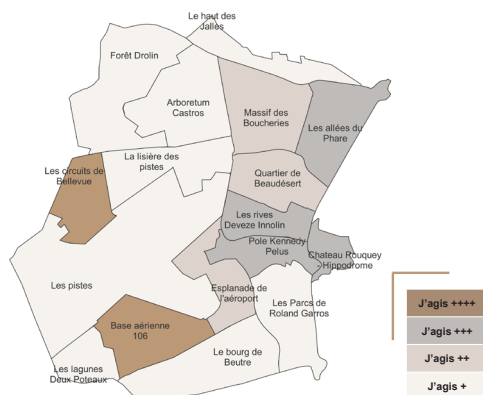 Le haut des
Jalles
Forêt Drolin
Arboretum
Castros
Massif des
Boucheries
Les allées du
Phare
La lisière des
pistes
Les circuits de
Bellevue
Quartier de
Beaudésert
Les rives
Deveze Innolin
Pole Kennedy
Pelus
Chateau Rouquey
- Hippodrome
Les pistes
Esplanade de
l'aéroport
Les Parcs de
Roland Garros
Base aérienne
106
Le bourg de
Beutre
Les lagunes
Deux Poteaux
J'agis ++++
J'agis +++
J'agis ++
J'agis +